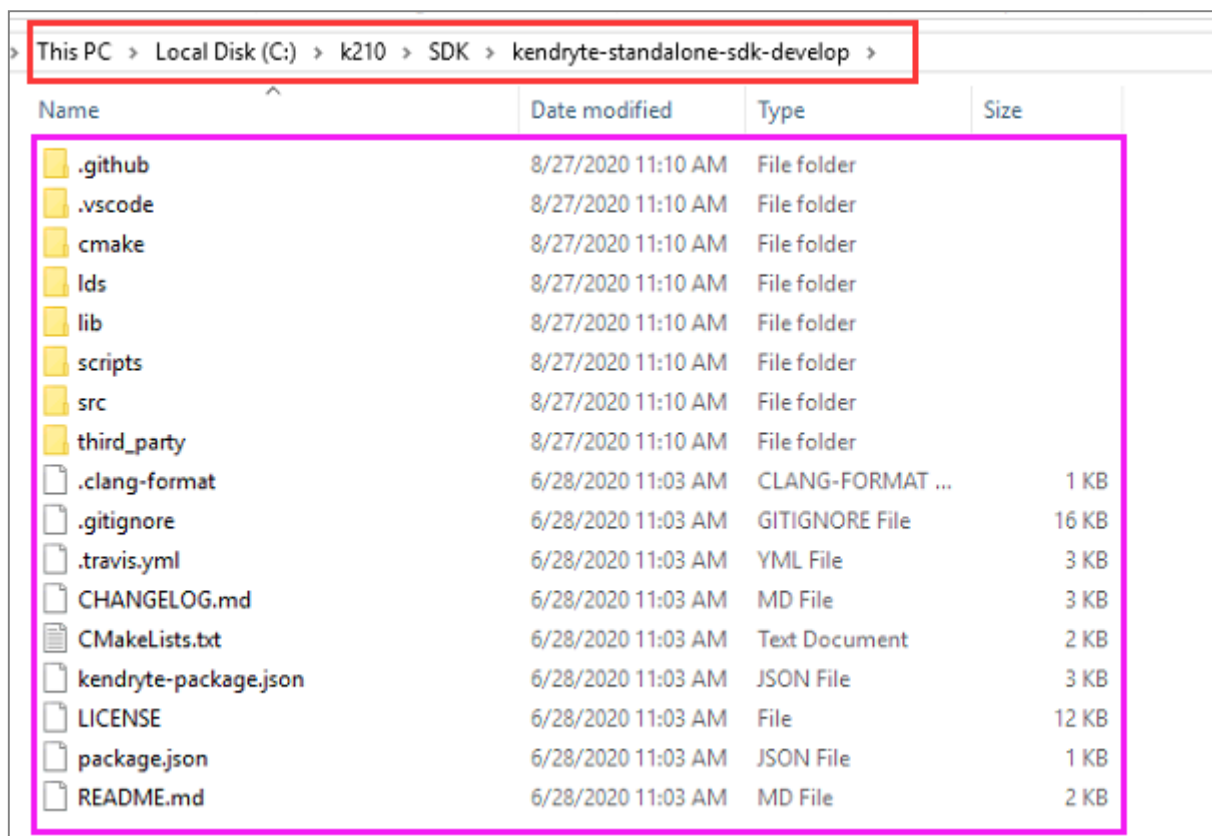 This PC > Local Disk (C:) > k210 > SDK > kendryte-standalone-sdk-develop >
Name Date modified Type Size
.github 8/27/2020 11:10 AM File folder
.vscode 8/27/2020 11:10 AM File folder
cmake 8/27/2020 11:10 AM File folder
lds 8/27/2020 11:10 AM File folder
lib 8/27/2020 11:10 AM File folder
scripts 8/27/2020 11:10 AM File folder
src 8/27/2020 11:10 AM File folder
third_party 8/27/2020 11:10 AM File folder
.clang-format 6/28/2020 11:03 AM CLANG-FORMAT ... 1 KB
.gitignore 6/28/2020 11:03 AM GITIGNORE File 16 KB
.travis.yml 6/28/2020 11:03 AM YML File 3 KB
CHANGELOG.md 6/28/2020 11:03 AM MD File 3 KB
CMakeLists.txt 6/28/2020 11:03 AM Text Document 2 KB
kendryte-package.json 6/28/2020 11:03 AM JSON File 3 KB
LICENSE 6/28/2020 11:03 AM File 12 KB
package.json 6/28/2020 11:03 AM JSON File 1 KB
README.md 6/28/2020 11:03 AM MD File 2 KB